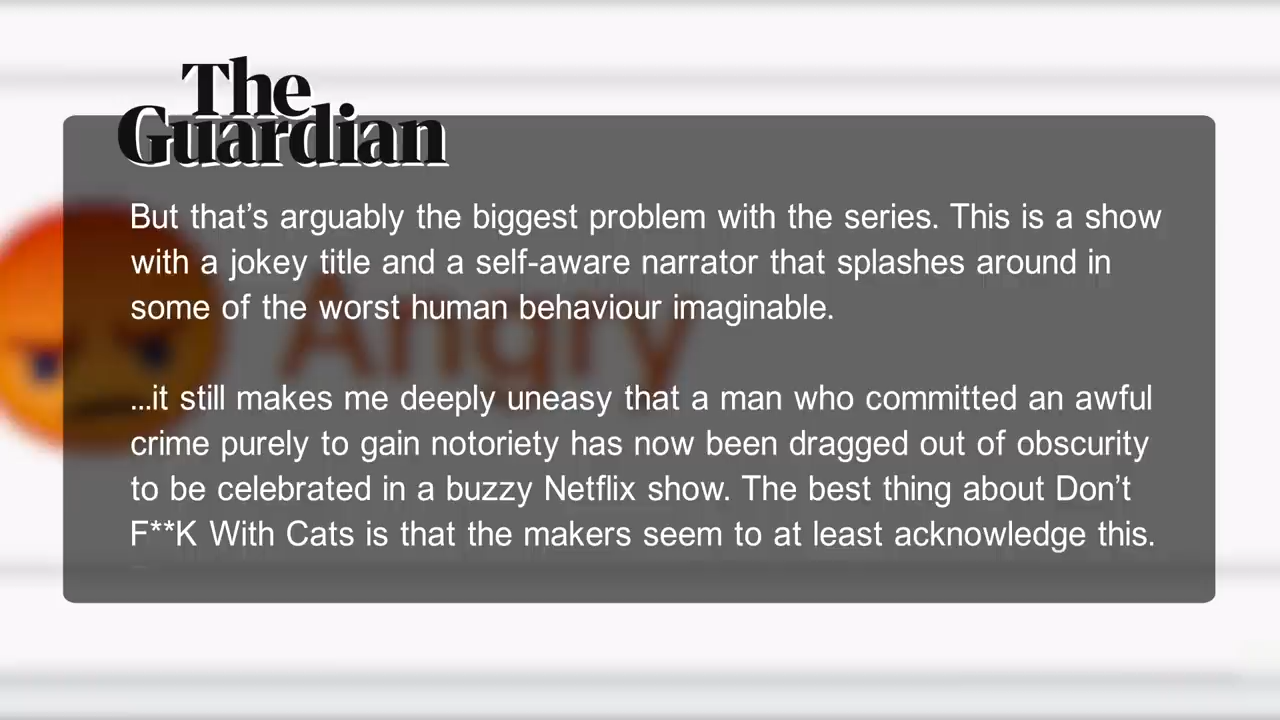 The
Guardian
But that’s arguably the biggest problem with the series. This is a show
with a jokey title and a self-aware narrator that splashes around in
some of the worst human behaviour imaginable.
Angry
...it still makes me deeply uneasy that a man who committed an awful
crime purely to gain notoriety has now been dragged out of obscurity
to be celebrated in a buzzy Netflix show. The best thing about Don’t
F**K With Cats is that the makers seem to at least acknowledge this.